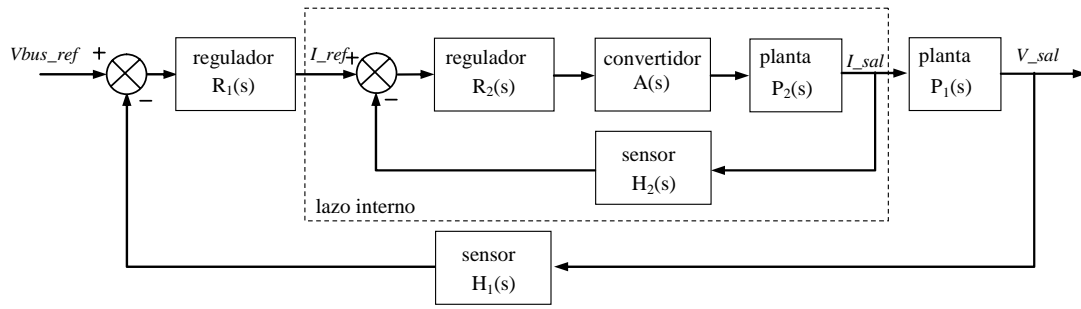 Vbus_ref
+
−
regulador
R1(s)
I_ref
+
−
regulador
R2(s)
convertidor
A(s)
planta
P2(s)
I_sal
planta
P1(s)
V_sal
sensor
H2(s)
lazo interno
sensor
H1(s)